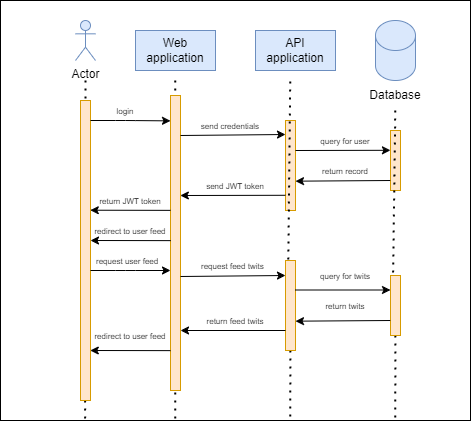 Actor
Web
application
API
application
Database
login
send credentials
query for user
return record
send JWT token
return JWT token
redirect to user feed
request user feed
request feed twits
query for twits
return twits
return feed twits
redirect to user feed